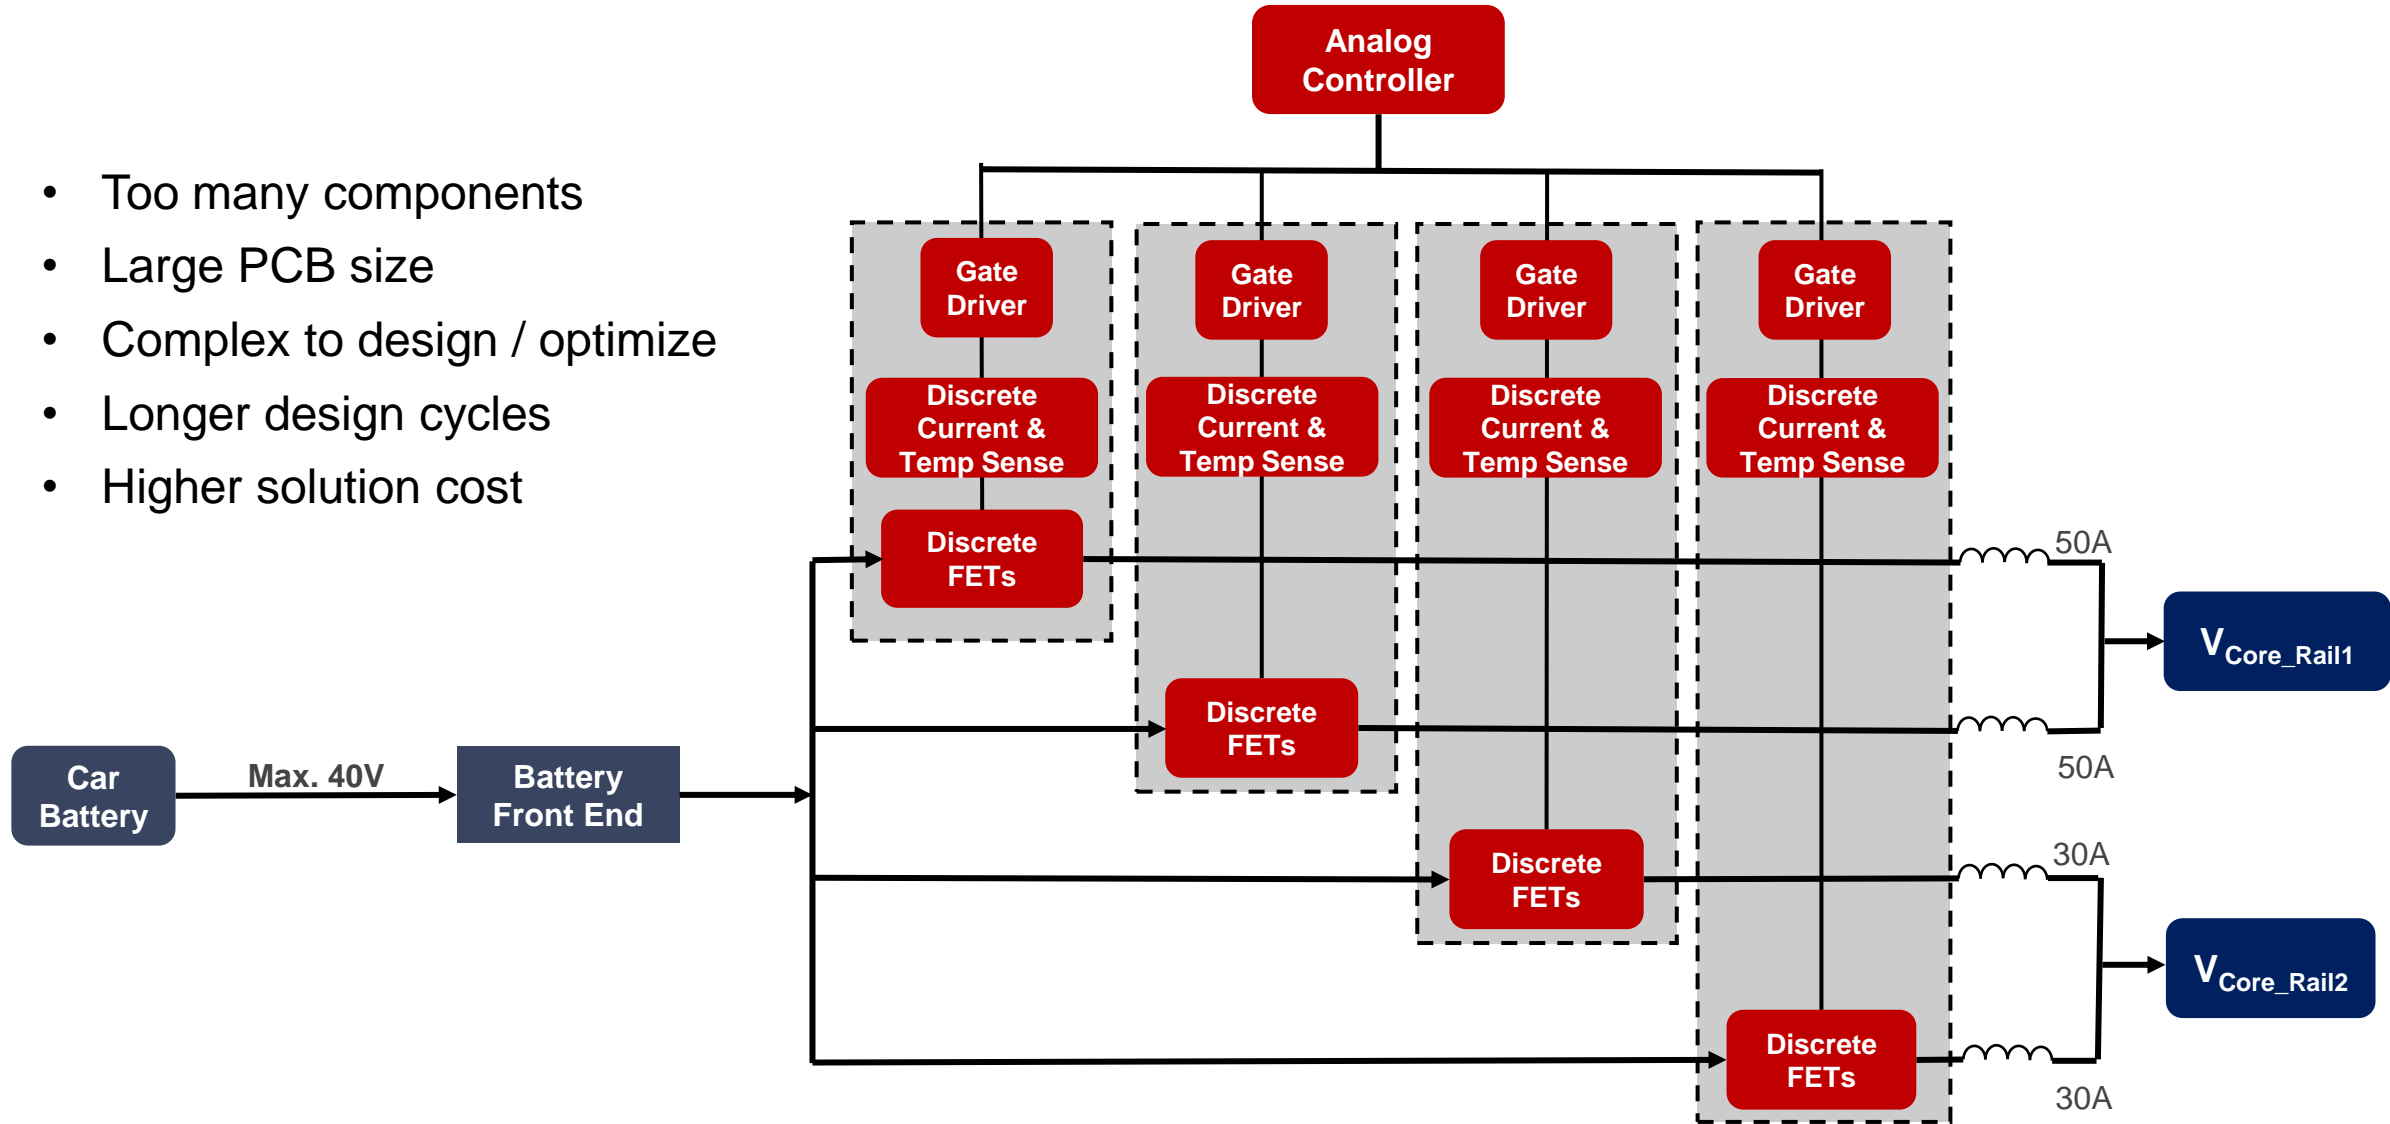 Analog
Controller
• Too many components
• Large PCB size
• Complex to design / optimize
• Longer design cycles
• Higher solution cost
Gate
Driver
Gate
Driver
Gate
Driver
Gate
Driver
Discrete
Current &
Temp Sense
Discrete
Current &
Temp Sense
Discrete
Current &
Temp Sense
Discrete
Current &
Temp Sense
Discrete
FETs
50A
Discrete
FETs
50A
VCore_Rail1
Car
Battery
Max. 40V
Battery
Front End
Discrete
FETs
30A
Discrete
FETs
30A
VCore_Rail2